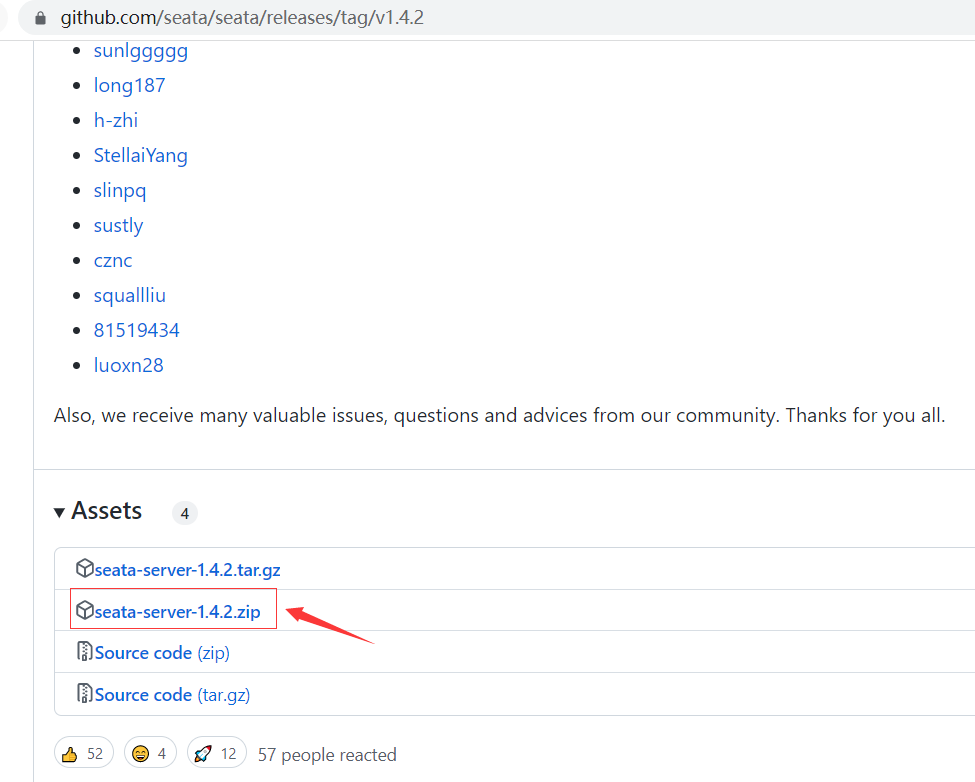 github.com/seata/seata/releases/tag/v1.4.2
sunlggggg
long187
h-zhi
StellaiYang
slinpq
sustly
cznc
squallliu
81519434
luoxn28
Also, we receive many valuable issues, questions and advices from our community. Thanks for you all.
Assets 4
seata-server-1.4.2.tar.gz
seata-server-1.4.2.zip
Source code (zip)
Source code (tar.gz)
👍 52 😄 4 🚀 12 57 people reacted